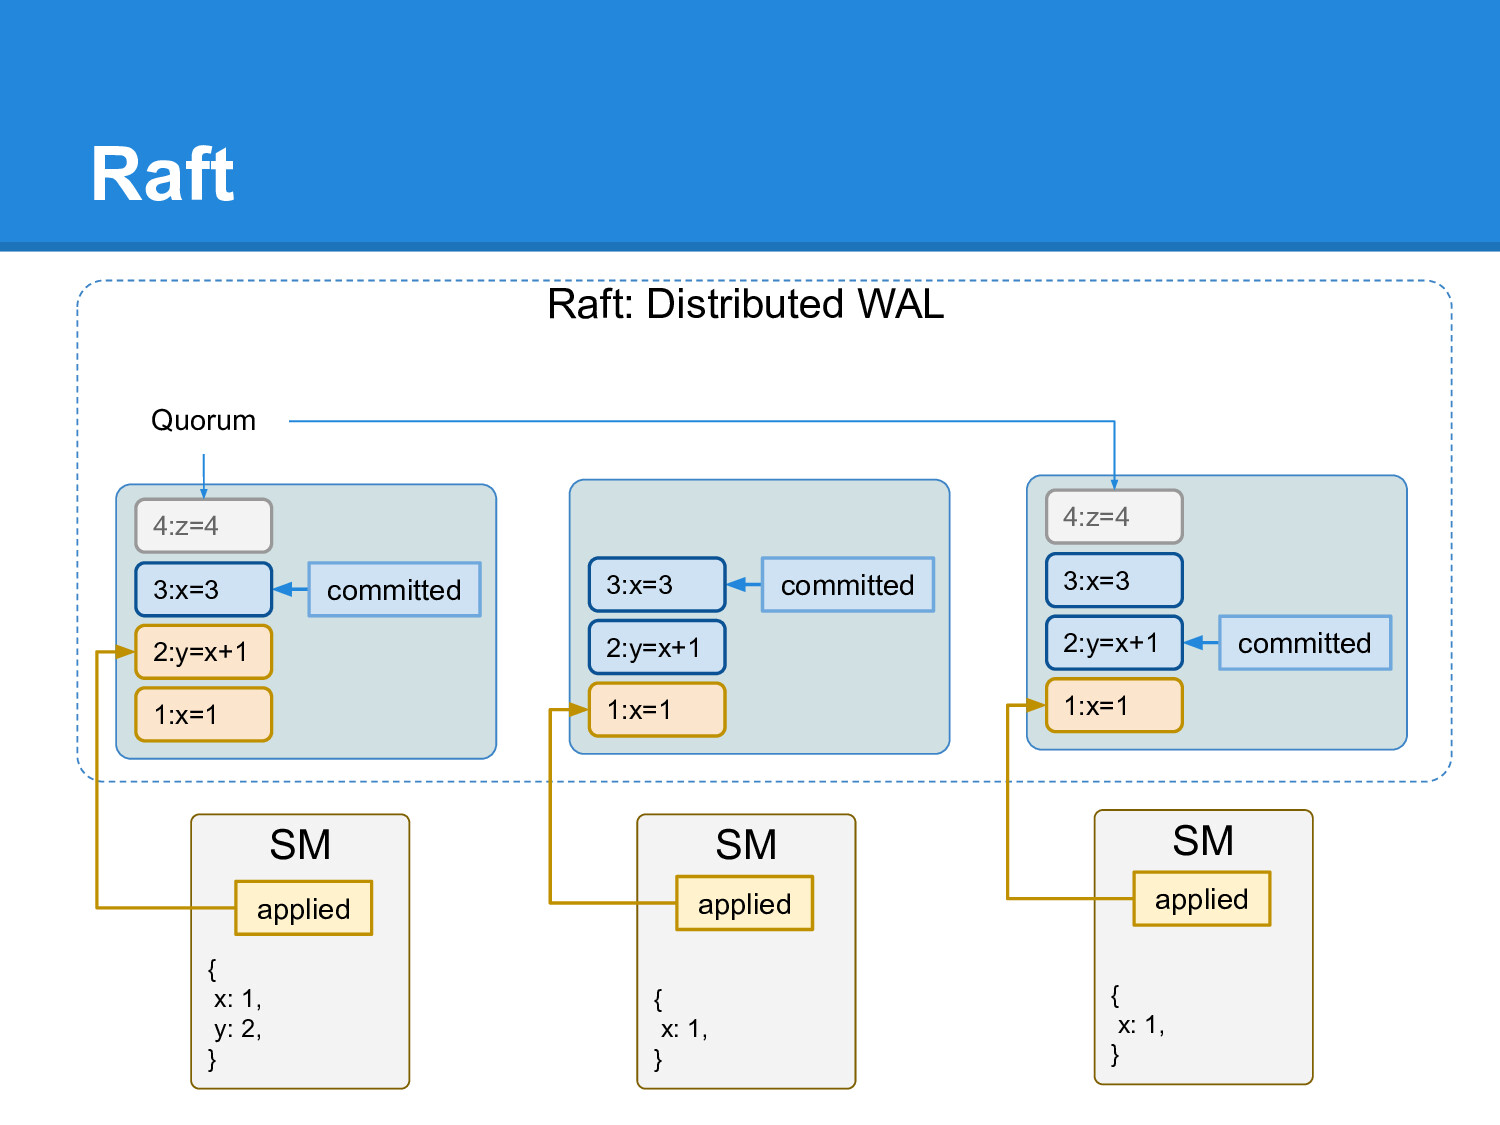 Raft
Raft: Distributed WAL
Quorum
4:z=4
3:x=3
committed
2:y=x+1
1:x=1
3:x=3
committed
2:y=x+1
1:x=1
4:z=4
3:x=3
2:y=x+1
committed
1:x=1
SM
applied
{
x: 1,
y: 2,
}
SM
applied
{
x: 1,
}
SM
applied
{
x: 1,
}